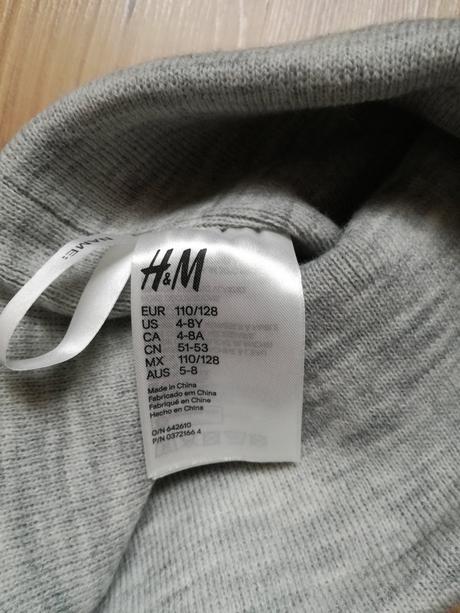 NAME:
H&M
EUR 110/128
US 4-8Y
CA 4-8A
CN 51-53
MX 110/128
AUS 5-8
Made in China
Fabricado em China
Fabriqué en Chine
Hecho en China
O/N 642610
P/N 0372166 4